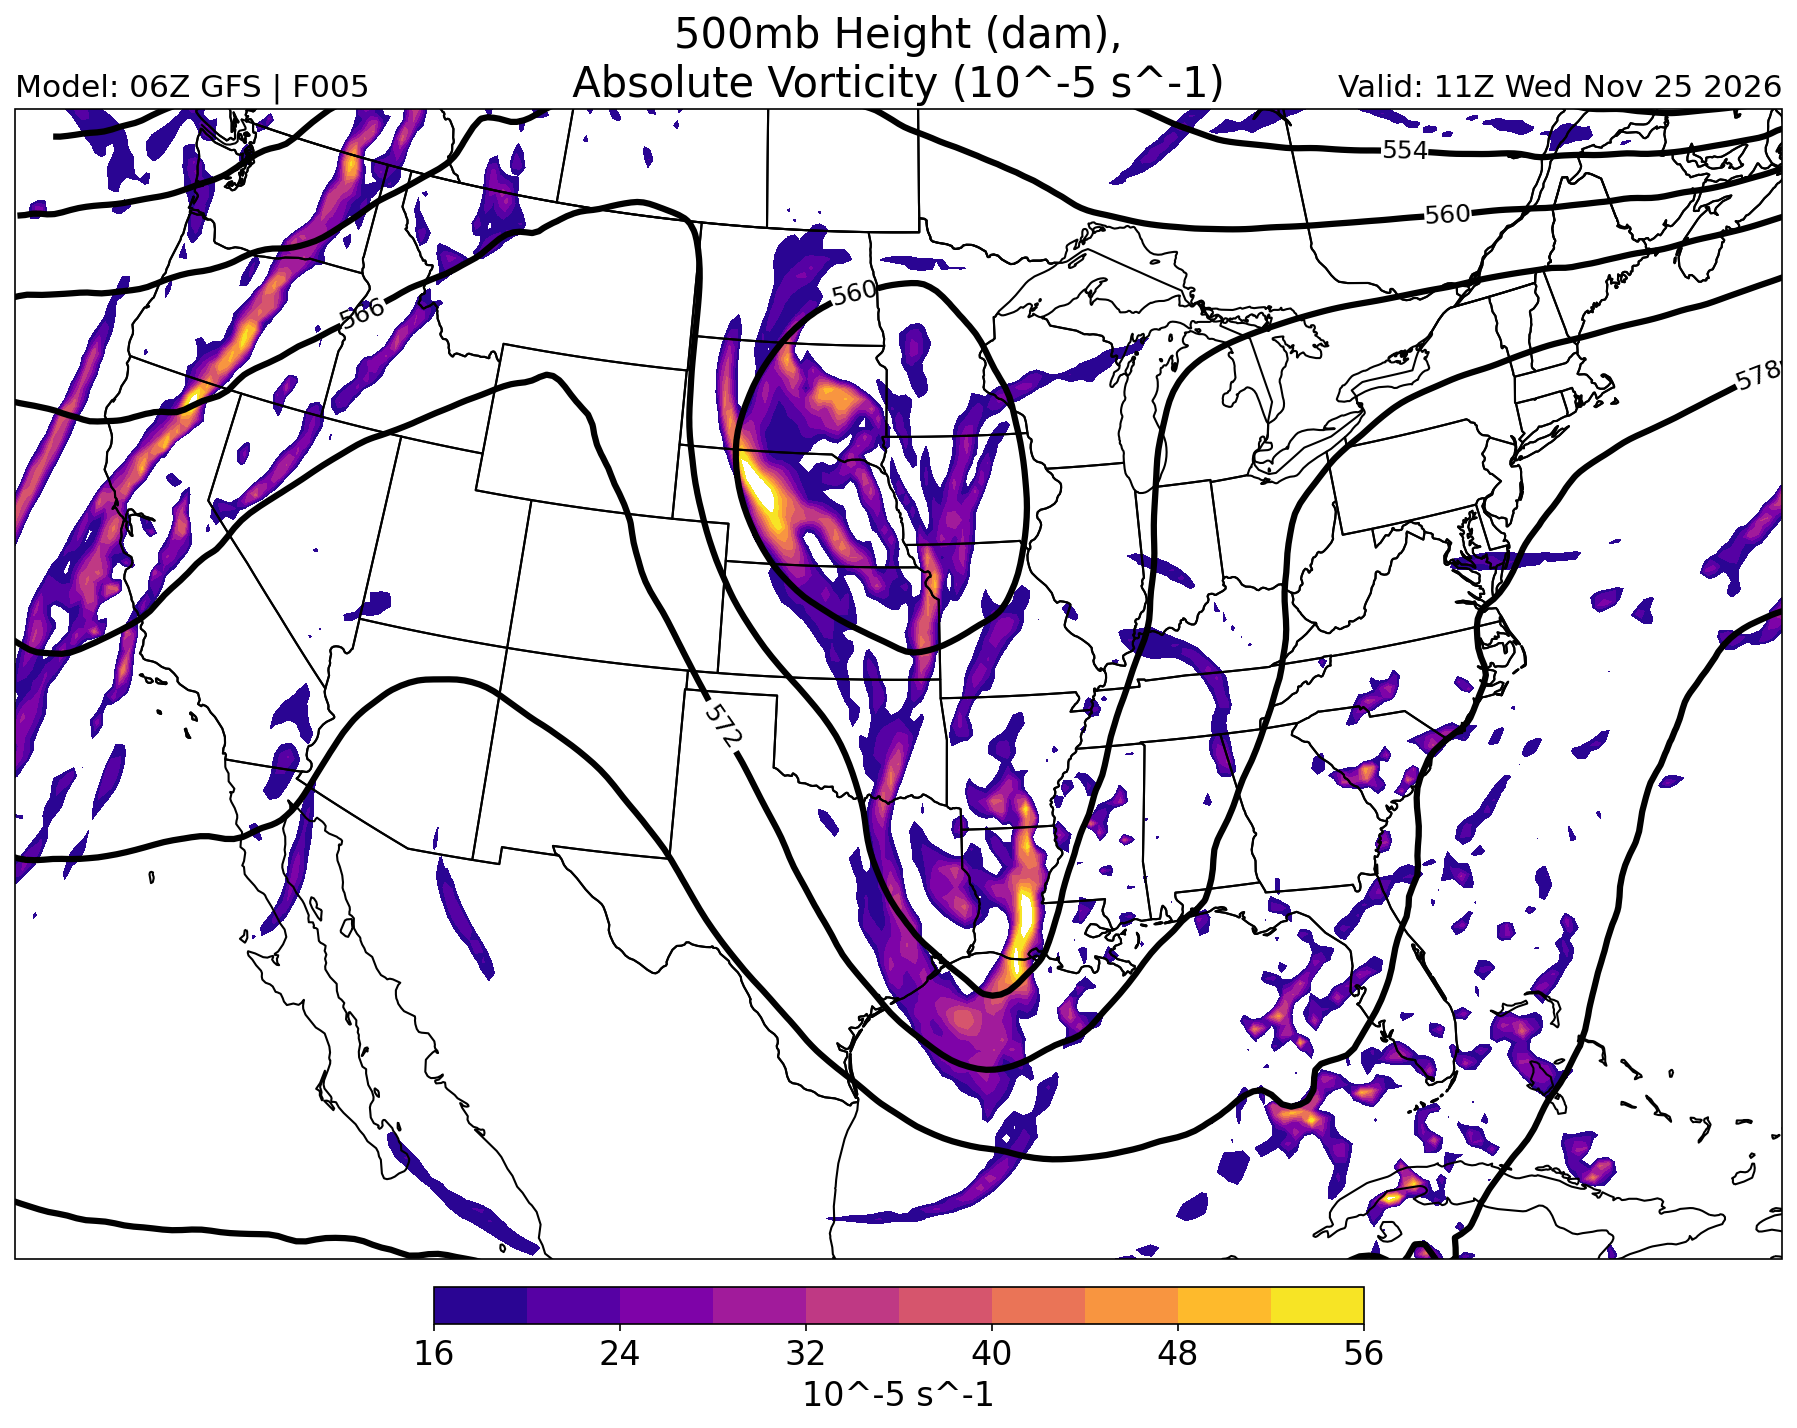 500mb Height (dam),
Absolute Vorticity (10^-5 s^-1)
Model: 06Z GFS | F005
Valid: 11Z Wed Nov 25 2026
554
560
560
566
578
572
16
24
32
40
48
56
10^-5 s^-1